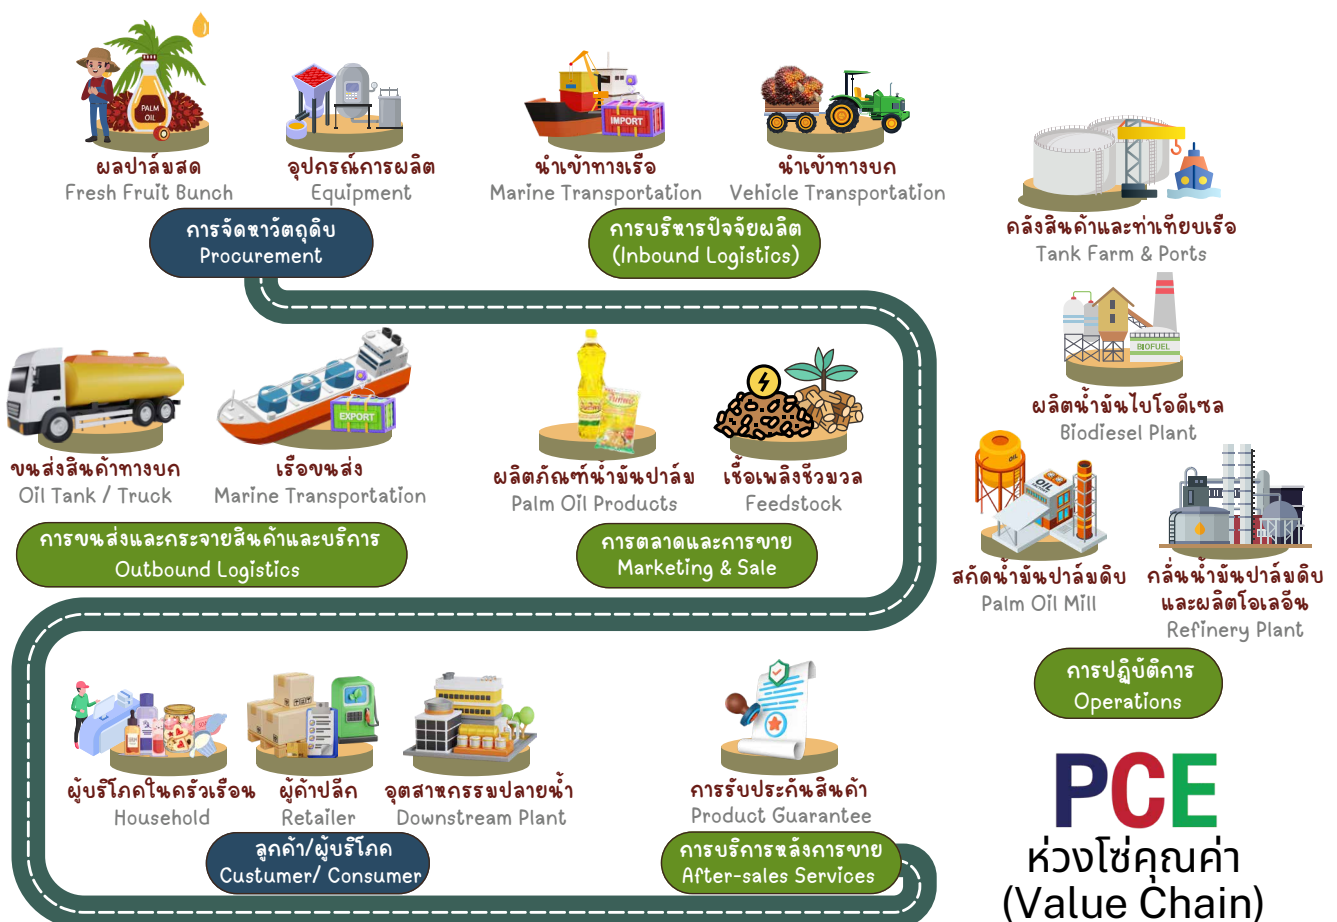 PALM
OIL
ผลปาล์มสด
Fresh Fruit Bunch
อุปกรณ์การผลิต
Equipment
การจัดหาวัตถุดิบ
Procurement
IMPORT
นำเข้าทางเรือ
Marine Transportation
นำเข้าทางบก
Vehicle Transportation
การบริหารปัจจัยผลิต
(Inbound Logistics)
คลังสินค้าและท่าเทียบเรือ
Tank Farm & Ports
BIOFUEL
ผลิตน้ำมันไบโอดีเซล
Biodiesel Plant
OIL
OIL
สกัดน้ำมันปาล์มดิบ
Palm Oil Mill
กลั่นน้ำมันปาล์มดิบ
และผลิตโอเลอีน
Refinery Plant
การปฏิบัติการ
Operations
ขนส่งสินค้าทางบก
Oil Tank / Truck
EXPORT
เรือขนส่ง
Marine Transportation
การขนส่งและกระจายสินค้าและบริการ
Outbound Logistics
ผลิตภัณฑ์น้ำมันปาล์ม
Palm Oil Products
เชื้อเพลิงชีวมวล
Feedstock
การตลาดและการขาย
Marketing & Sale
ผู้บริโภคในครัวเรือน
Household
ผู้ค้าปลีก
Retailer
อุตสาหกรรมปลายน้ำ
Downstream Plant
ลูกค้า/ผู้บริโภค
Custumer/ Consumer
การรับประกันสินค้า
Product Guarantee
การบริการหลังการขาย
After-sales Services
PCE
ห่วงโซ่คุณค่า
(Value Chain)